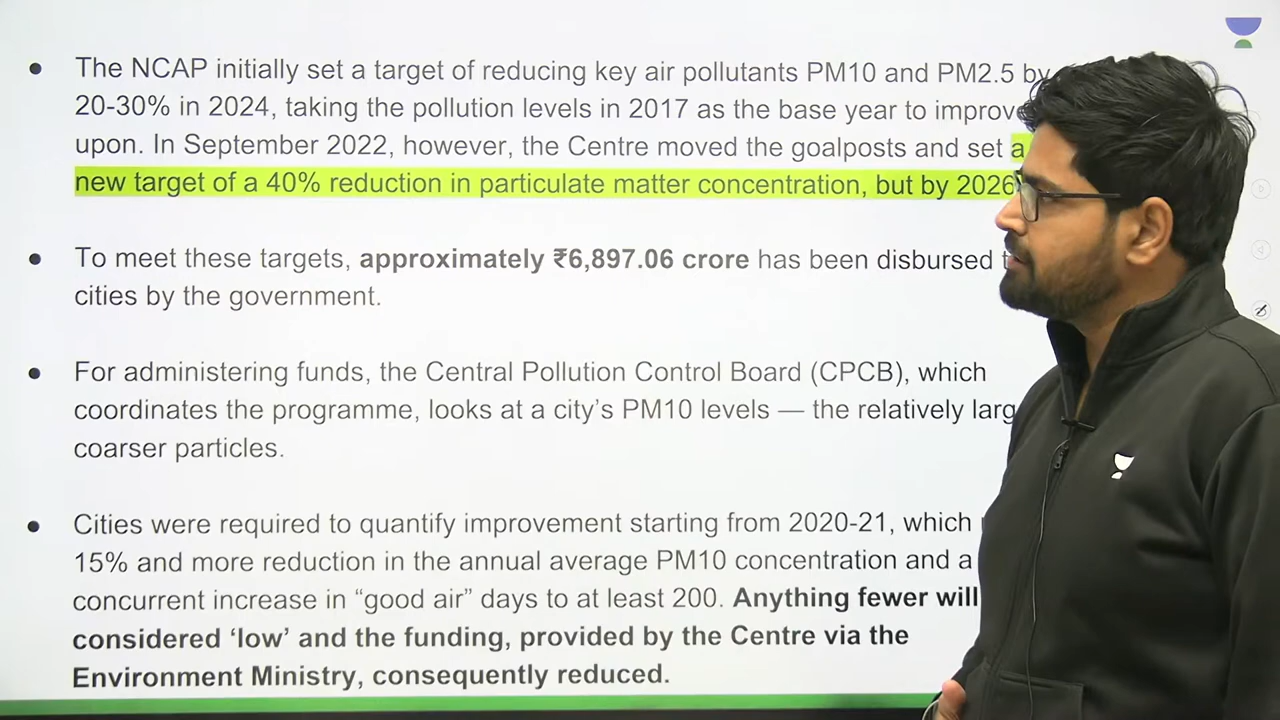 ● The NCAP initially set a target of reducing key air pollutants PM10 and PM2.5 by
20-30% in 2024, taking the pollution levels in 2017 as the base year to improve
upon. In September 2022, however, the Centre moved the goalposts and set a
new target of a 40% reduction in particulate matter concentration, but by 2026
● To meet these targets, approximately ₹6,897.06 crore has been disbursed
cities by the government.
● For administering funds, the Central Pollution Control Board (CPCB), which
coordinates the programme, looks at a city’s PM10 levels — the relatively
coarser particles.
● Cities were required to quantify improvement starting from 2020-21, which
15% and more reduction in the annual average PM10 concentration and a
concurrent increase in “good air” days to at least 200. Anything fewer will
considered ‘low’ and the funding, provided by the Centre via the
Environment Ministry, consequently reduced.